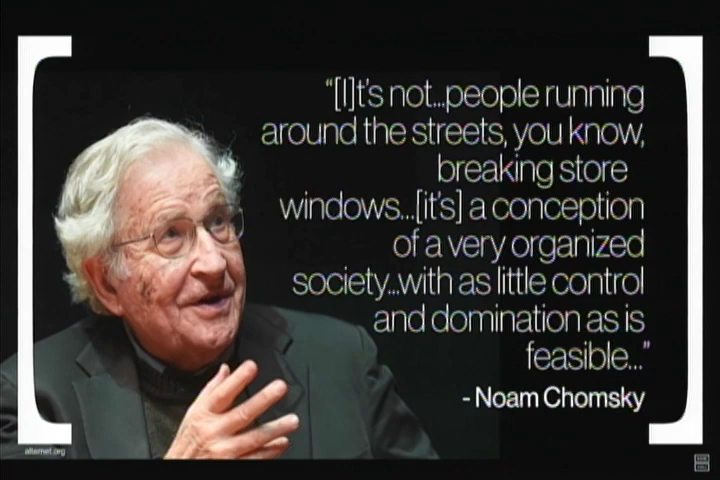 “[I]t’s not...people running
around the streets, you know,
breaking store
windows...[it’s] a conception
of a very organized
society...with as little control
and domination as is
feasible...”
- Noam Chomsky
alternet.org